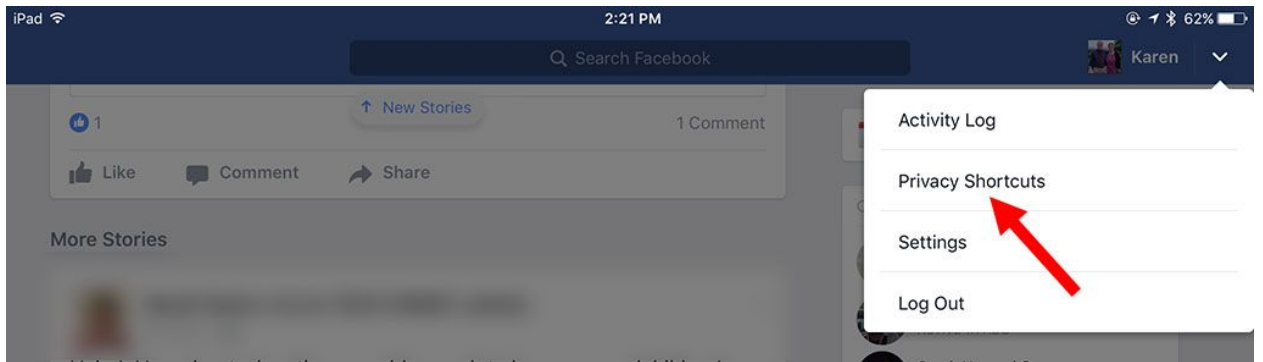 iPad 2:21 PM 62%
Search Facebook Karen
Activity Log
New Stories
1 1 Comment
Privacy Shortcuts
Like Comment Share
More Stories
Settings
Log Out